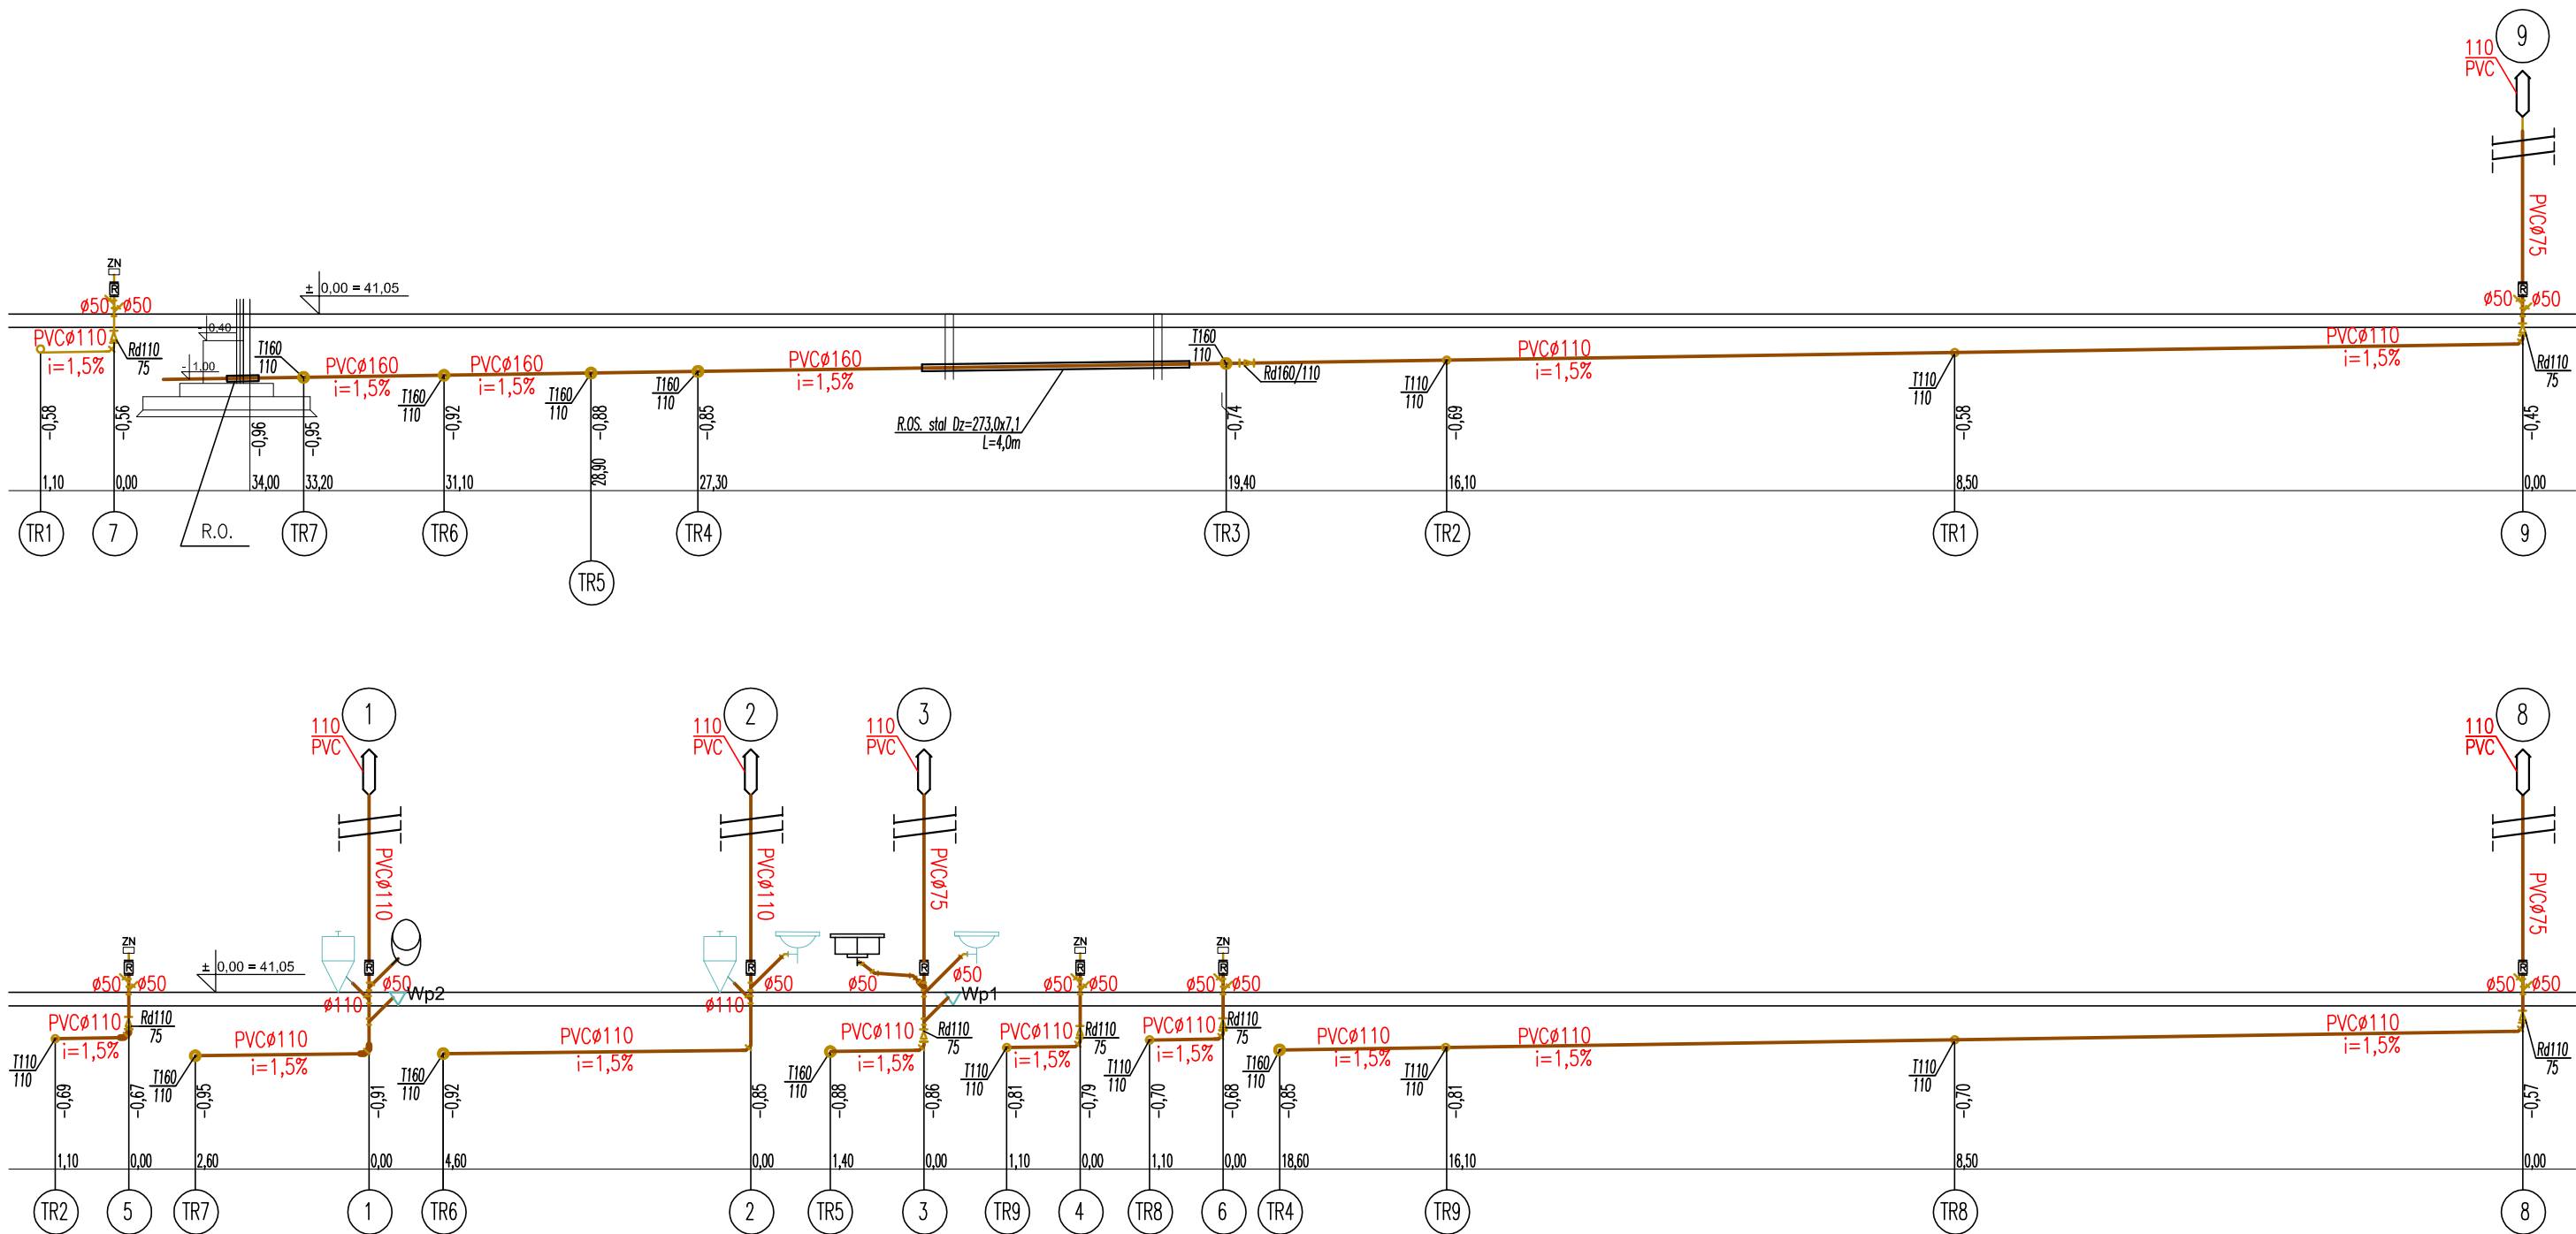 9
110
PVC
PVCø75
ZN
R
ø50 ø50
± 0,00 = 41,05
R
ø50 ø50
PVCø110
i=1,5%
Rd110
75
- 0,40
- 1,00
T160
110
PVCø160
i=1,5%
T160
110
PVCø160
i=1,5%
T160
110
T160
110
PVCø160
i=1,5%
R.OS. stal Dz=273,0x7,1
L=4,0m
T160
110
Rd160/110
T110
110
PVCø110
i=1,5%
T110
110
PVCø110
i=1,5%
Rd110
75
-0,58
-0,56
-0,96
-0,95
-0,92
-0,88
-0,85
-0,74
-0,69
-0,58
-0,45
1,10
0,00
34,00
33,20
31,10
28,90
27,30
19,40
16,10
8,50
0,00
TR1
7
R.O.
TR7
TR6
TR5
TR4
TR3
TR2
TR1
9
1
110
PVC
PVCø110
2
110
PVC
PVCø110
3
110
PVC
PVCø75
8
110
PVC
PVCø75
ZN
R
ø50 ø50
± 0,00 = 41,05
R
ø50
ø110
Wp2
R
ø50
ø110
R
ø50
ø50
Wp1
ZN
R
ø50 ø50
ZN
R
ø50 ø50
R
ø50 ø50
PVCø110
i=1,5%
Rd110
75
T110
110
PVCø110
i=1,5%
T160
110
PVCø110
i=1,5%
T160
110
PVCø110
i=1,5%
Rd110
75
T160
110
PVCø110
i=1,5%
Rd110
75
T110
110
PVCø110
i=1,5%
Rd110
75
T110
110
PVCø110
i=1,5%
T160
110
PVCø110
i=1,5%
T110
110
PVCø110
i=1,5%
T110
110
Rd110
75
-0,69
-0,67
-0,95
-0,91
-0,92
-0,85
-0,88
-0,86
-0,81
-0,79
-0,70
-0,68
-0,85
-0,81
-0,70
-0,57
1,10
0,00
2,60
0,00
4,60
0,00
1,40
0,00
1,10
0,00
1,10
0,00
18,60
16,10
8,50
0,00
TR2
5
TR7
1
TR6
2
TR5
3
TR9
4
TR8
6
TR4
TR9
TR8
8